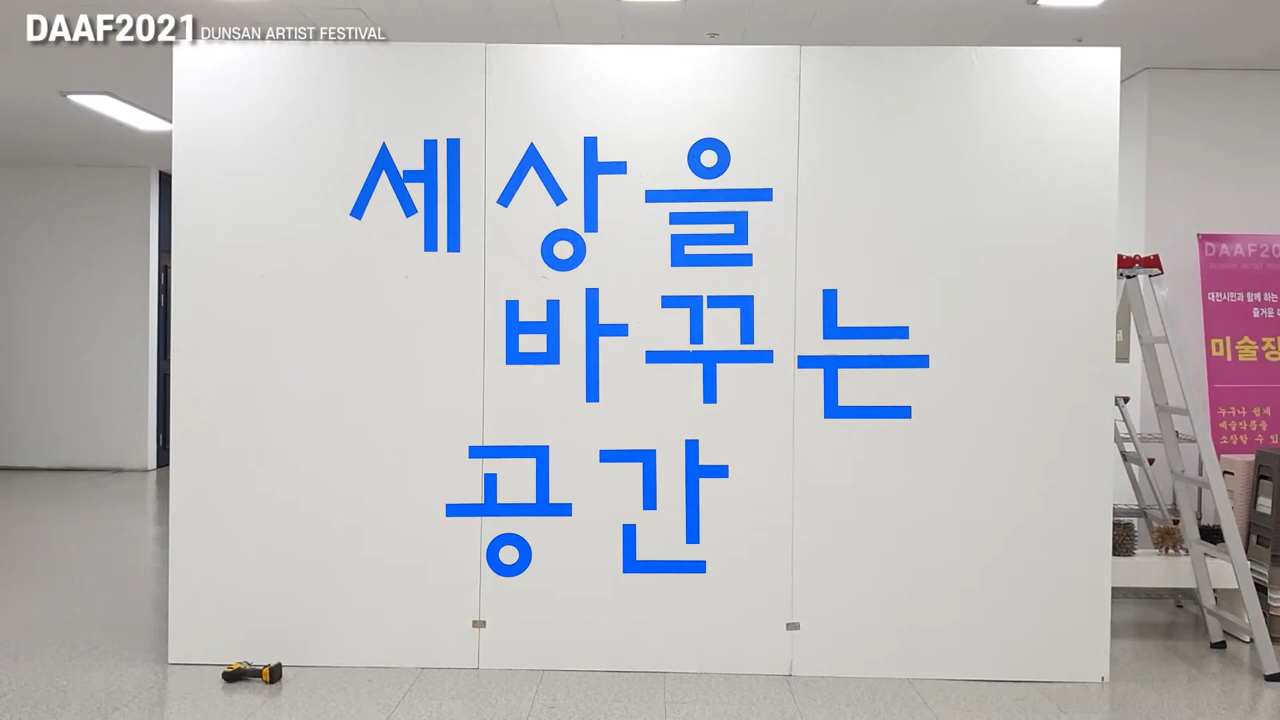 DAAF2021 DUNSAN ARTIST FESTIVAL
세상을
바꾸는
공간
DAAF20
DUNSAN ARTIST
대전시민과 함께 하는
즐거운
미술장
누구나 쉽게
예술작품을
소장할 수 있